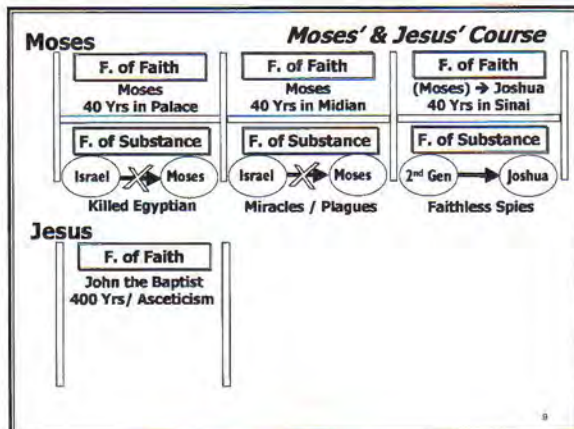 Moses' & Jesus' Course
Moses
F. of Faith
Moses
40 Yrs in Palace
F. of Substance
Israel Moses
Killed Egyptian
F. of Faith
Moses
40 Yrs in Midian
F. of Substance
Israel Moses
Miracles / Plagues
F. of Faith
(Moses) → Joshua
40 Yrs in Sinai
F. of Substance
2nd Gen Joshua
Faithless Spies
Jesus
F. of Faith
John the Baptist
400 Yrs/ Asceticism
9